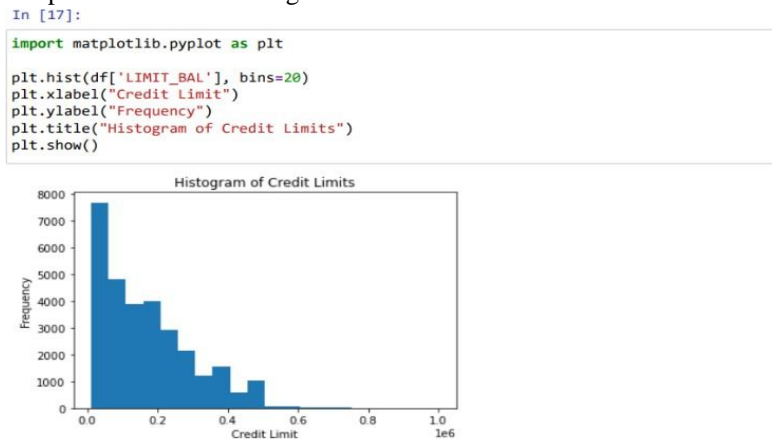 In [17]:
import matplotlib.pyplot as plt
plt.hist(df['LIMIT_BAL'], bins=20)
plt.xlabel("Credit Limit")
plt.ylabel("Frequency")
plt.title("Histogram of Credit Limits")
plt.show()
Histogram of Credit Limits
8000
7000
6000
5000
4000
3000
2000
1000
0
Frequency
0.0 0.2 0.4 0.6 0.8 1.0
1e6
Credit Limit